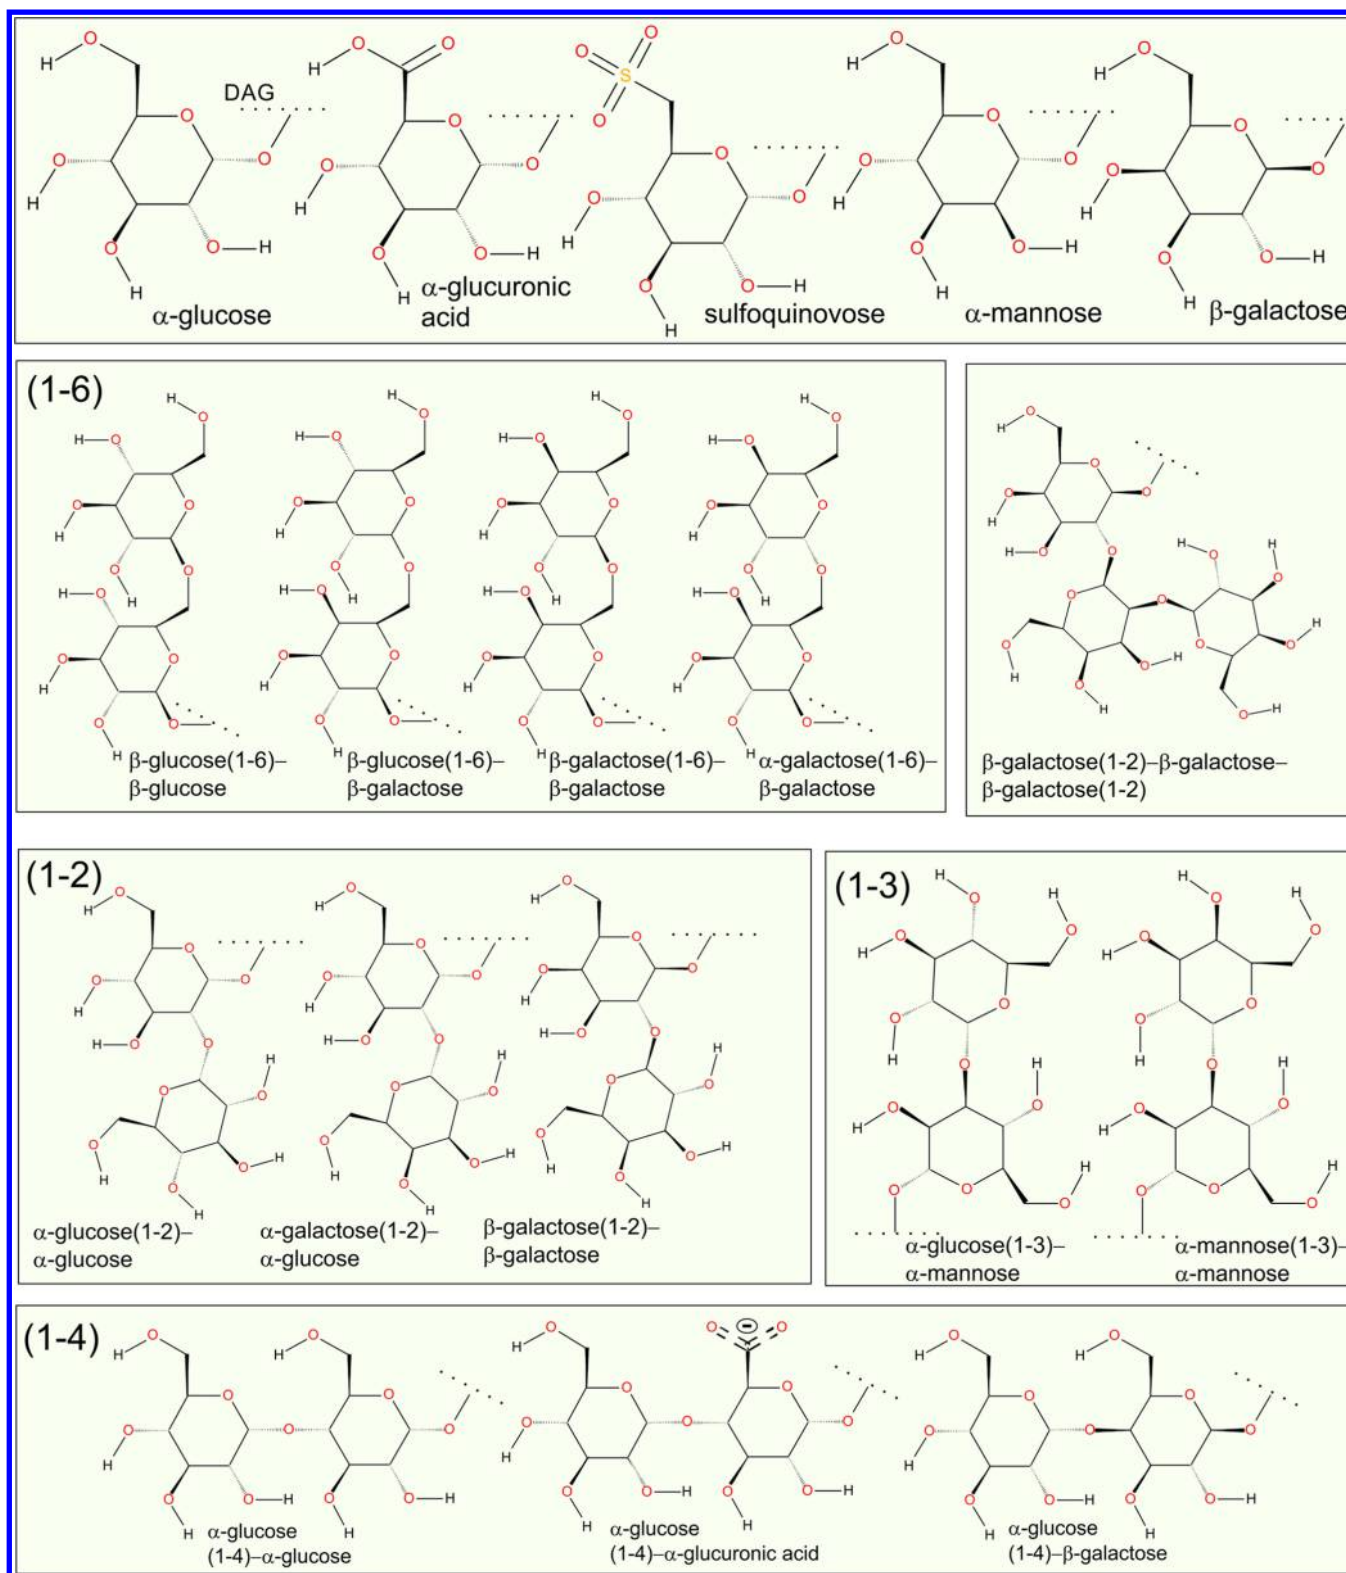 DAG
α-glucose
α-glucuronic
acid
sulfoquinovose
α-mannose
β-galactose
(1-6)
β-glucose(1-6)–
β-glucose
β-glucose(1-6)–
β-galactose
β-galactose(1-6)–
β-galactose
α-galactose(1-6)–
β-galactose
β-galactose(1-2)–β-galactose–
β-galactose(1-2)
(1-2)
α-glucose(1-2)–
α-glucose
α-galactose(1-2)–
α-glucose
β-galactose(1-2)–
β-galactose
(1-3)
α-glucose(1-3)–
α-mannose
α-mannose(1-3)–
α-mannose
(1-4)
α-glucose
(1-4)–α-glucose
α-glucose
(1-4)–α-glucuronic acid
α-glucose
(1-4)–β-galactose